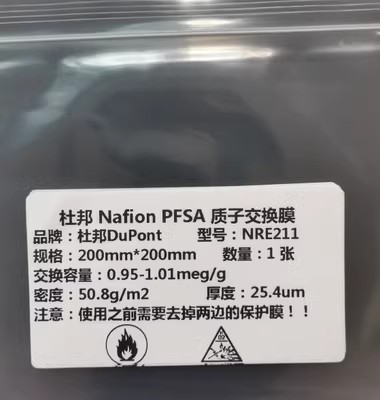 杜邦 Nafion PFSA 质子交换膜
品牌：杜邦DuPont 型号：NRE211
规格：200mm*200mm 数量：1 张
交换容量：0.95-1.01meg/g
密度：50.8g/m2 厚度：25.4um
注意：使用之前需要去掉两边的保护膜！！